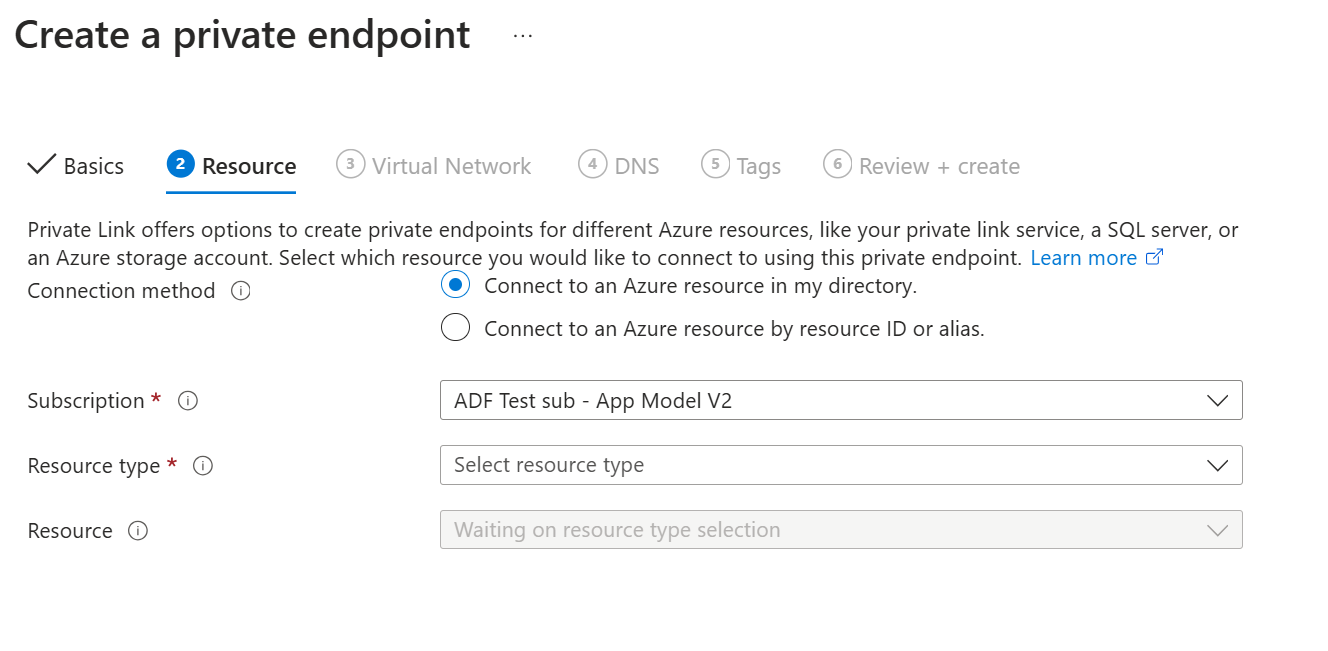 Create a private endpoint ...
Basics 2 Resource 3 Virtual Network 4 DNS 5 Tags 6 Review + create
Private Link offers options to create private endpoints for different Azure resources, like your private link service, a SQL server, or
an Azure storage account. Select which resource you would like to connect to using this private endpoint. Learn more
Connection method
Connect to an Azure resource in my directory.
Connect to an Azure resource by resource ID or alias.
Subscription * ADF Test sub - App Model V2
Resource type * Select resource type
Resource Waiting on resource type selection